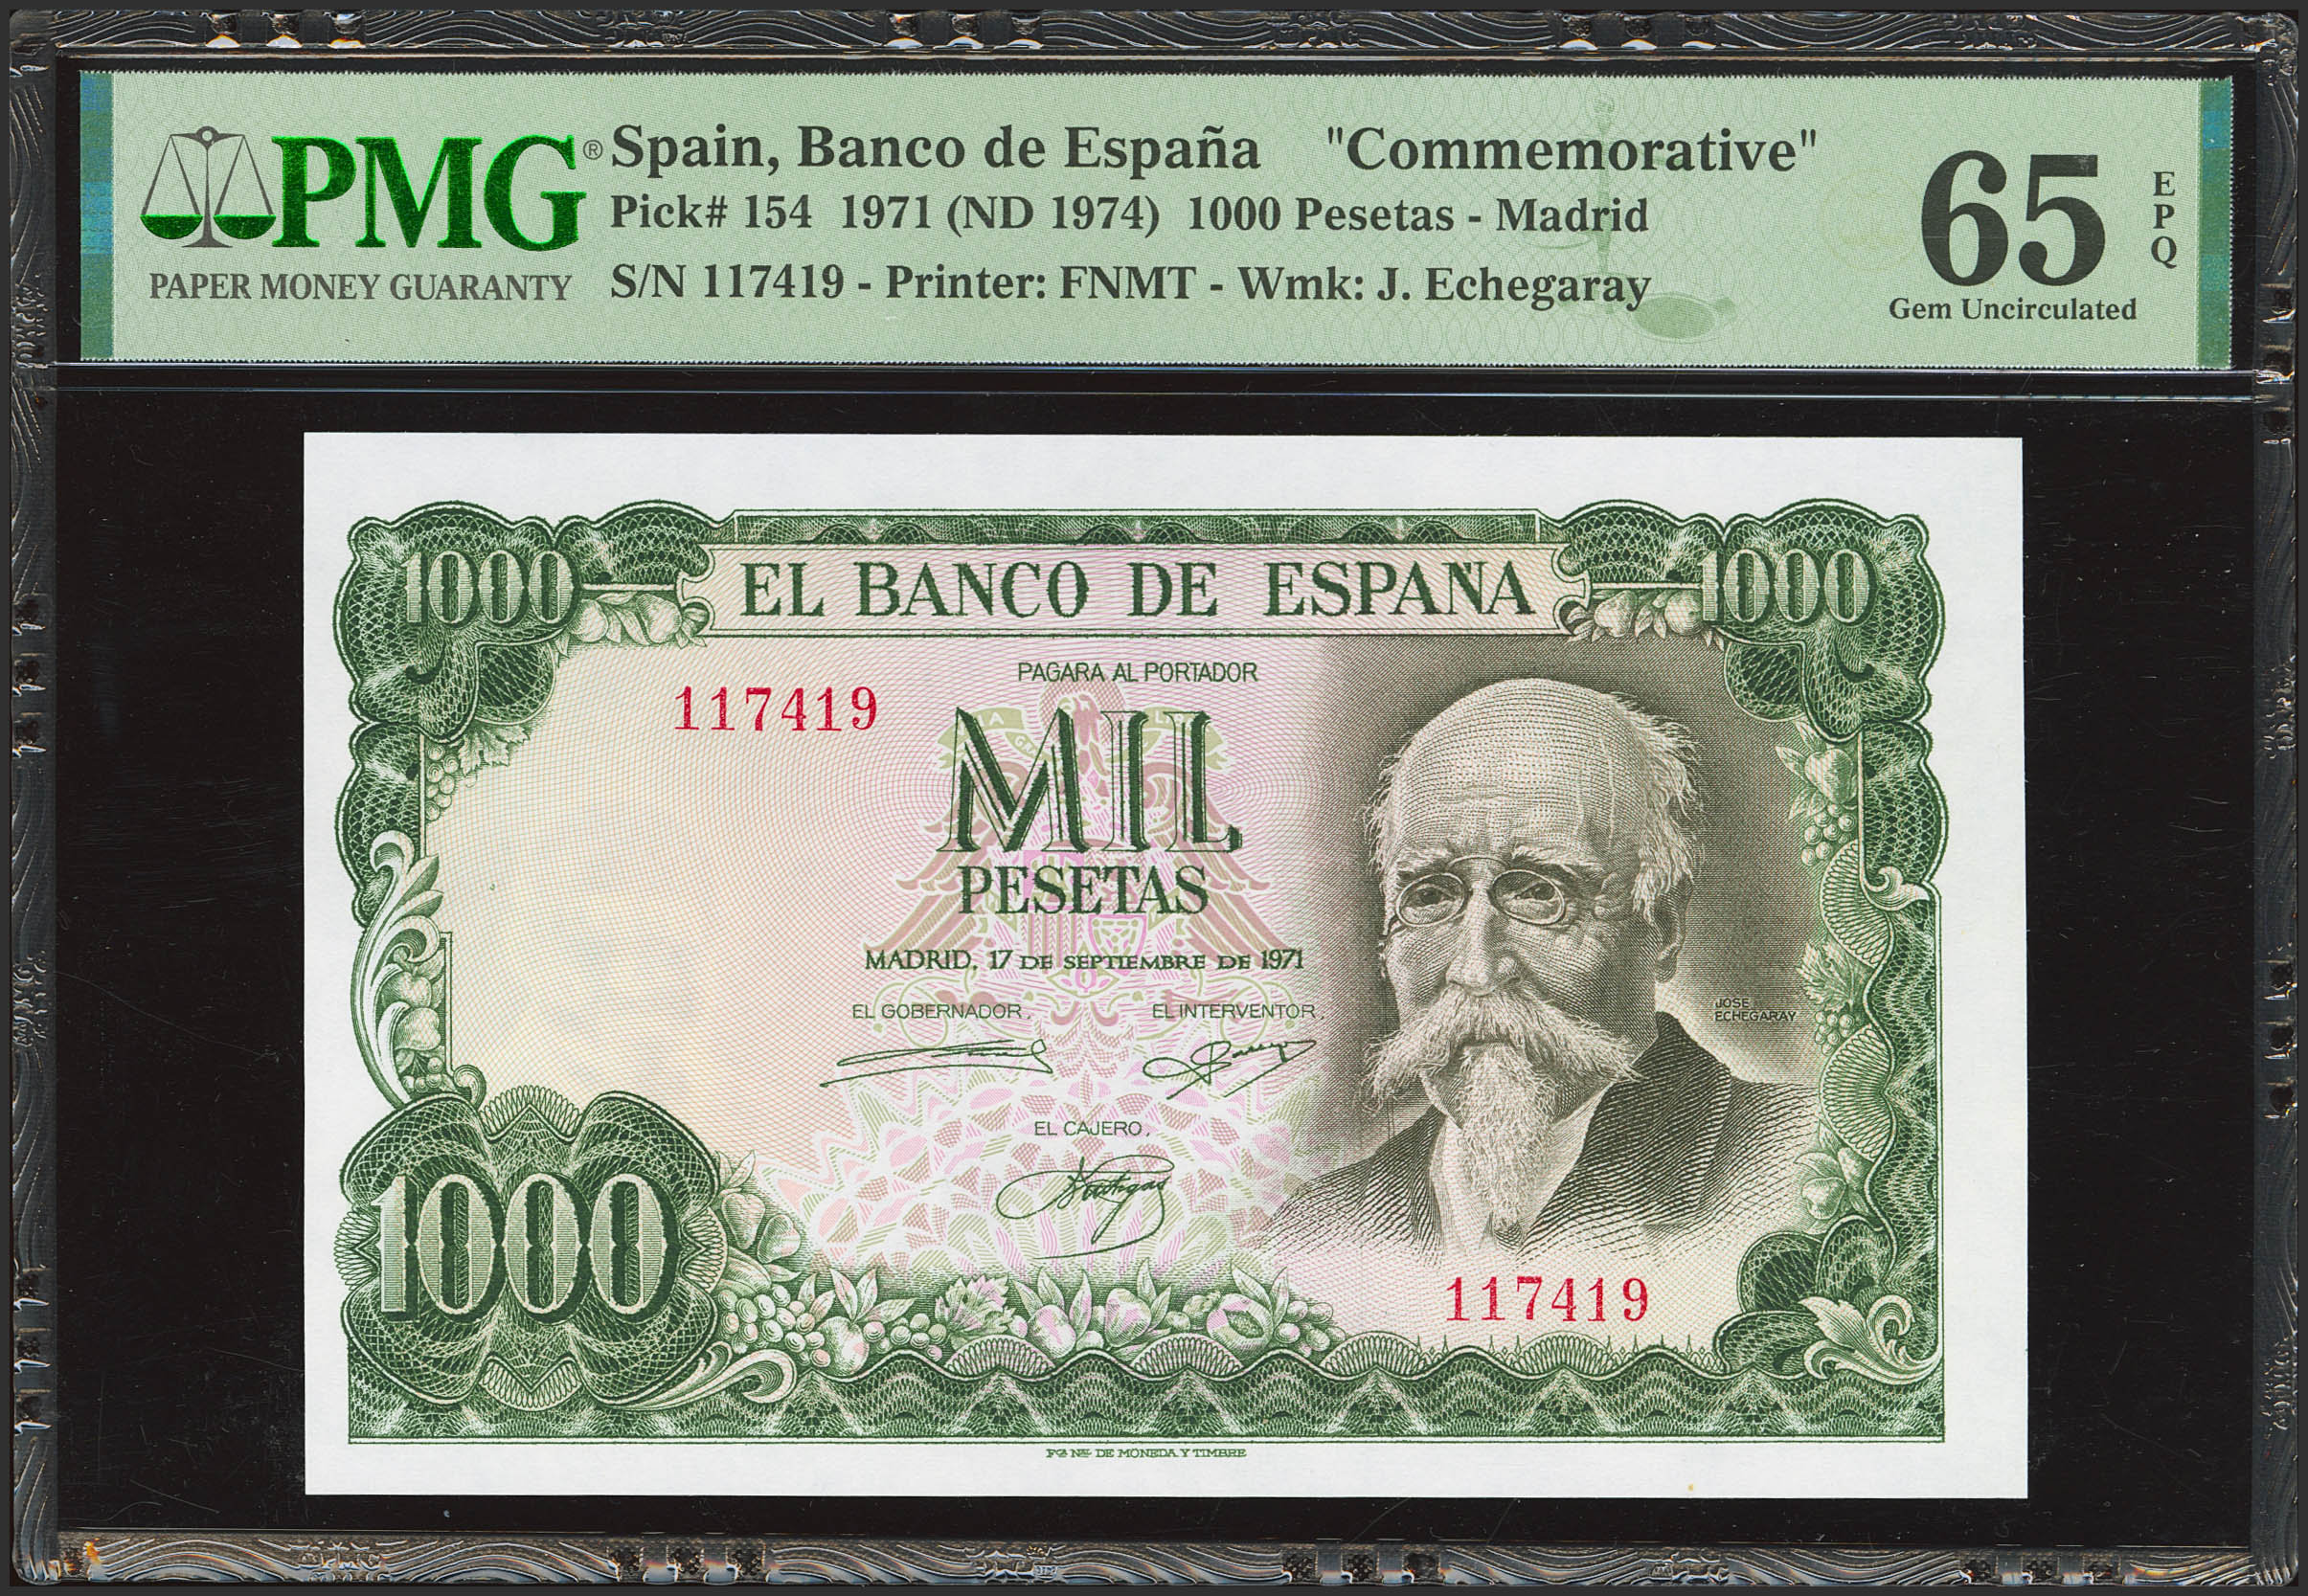 PMG®
PAPER MONEY GUARANTY
Spain, Banco de España "Commemorative"
Pick# 154 1971 (ND 1974) 1000 Pesetas - Madrid
S/N 117419 - Printer: FNMT - Wmk: J. Echegaray
65
EPQ
Gem Uncirculated
1000
EL BANCO DE ESPAÑA
1000
PAGARA AL PORTADOR
117419
MIL
PESETAS
MADRID, 17 DE SEPTIEMBRE DE 1971
EL GOBERNADOR,
EL INTERVENTOR,
JOSE
ECHEGARAY
EL CAJERO,
1000
117419
FCA NAL DE MONEDA Y TIMBRE